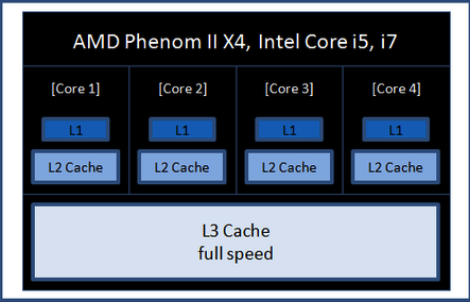 AMD Phenom II X4, Intel Core i5, i7
[Core 1] [Core 2] [Core 3] [Core 4]
L1 L1 L1 L1
L2 Cache L2 Cache L2 Cache L2 Cache
L3 Cache
full speed